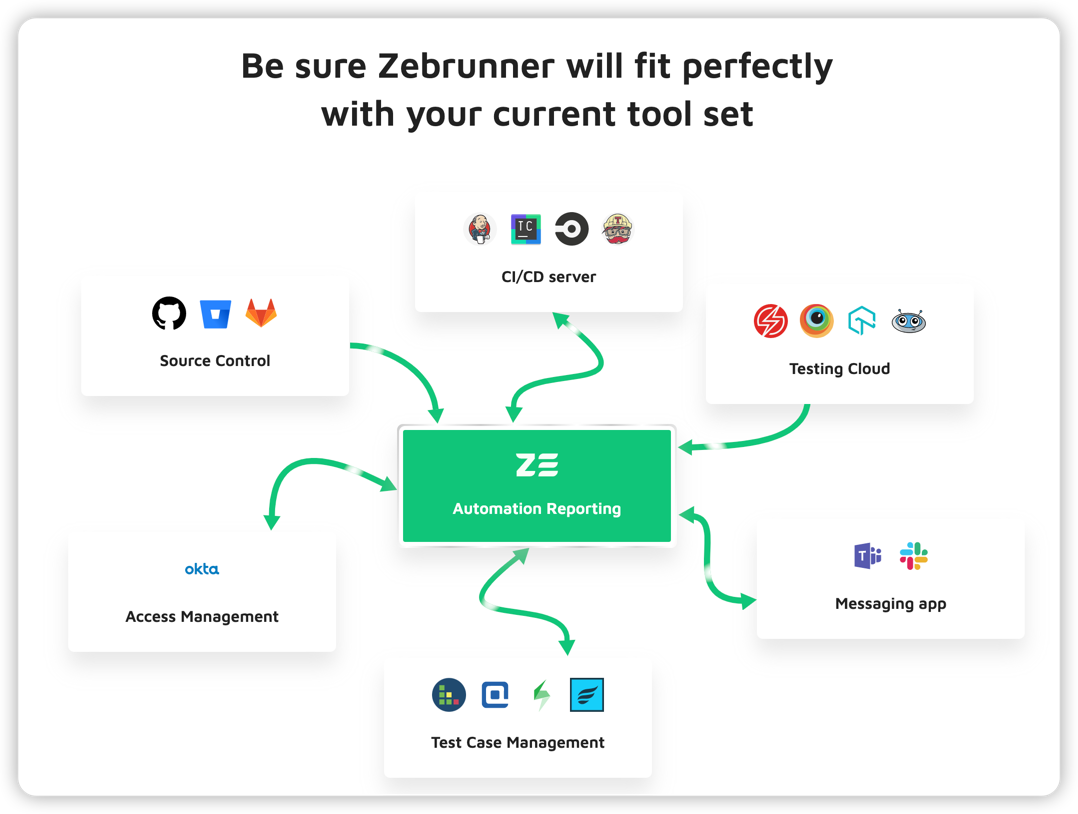 Be sure Zebrunner will fit perfectly
with your current tool set
TC
CI/CD server
Source Control
Testing Cloud
ZE
Automation Reporting
okta
Access Management
T
Messaging app
Test Case Management